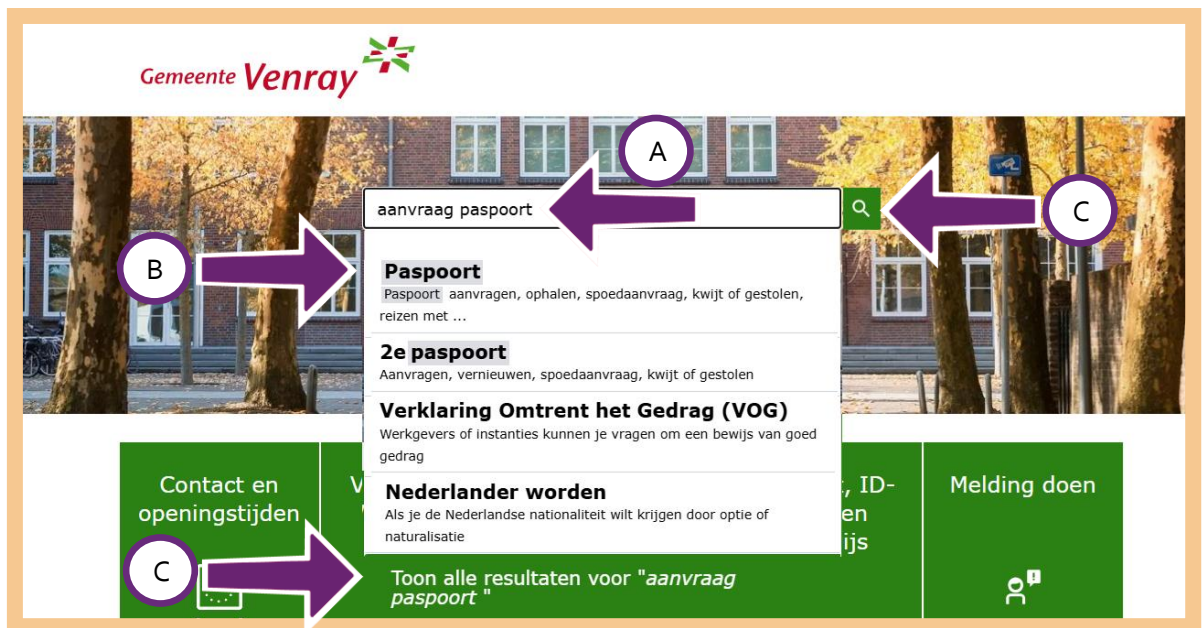 Gemeente Venray
A
aanvraag paspoort
C
B
Paspoort
Paspoort aanvragen, ophalen, spoedaanvraag, kwijt of gestolen,
reizen met ...
2e paspoort
Aanvragen, vernieuwen, spoedaanvraag, kwijt of gestolen
Verklaring Omtrent het Gedrag (VOG)
Werkgevers of instanties kunnen je vragen om een bewijs van goed
gedrag
Nederlander worden
Als je de Nederlandse nationaliteit wilt krijgen door optie of
naturalisatie
Contact en
openingstijden
V
, ID-
en
ijs
Melding doen
C
Toon alle resultaten voor "aanvraag
paspoort "